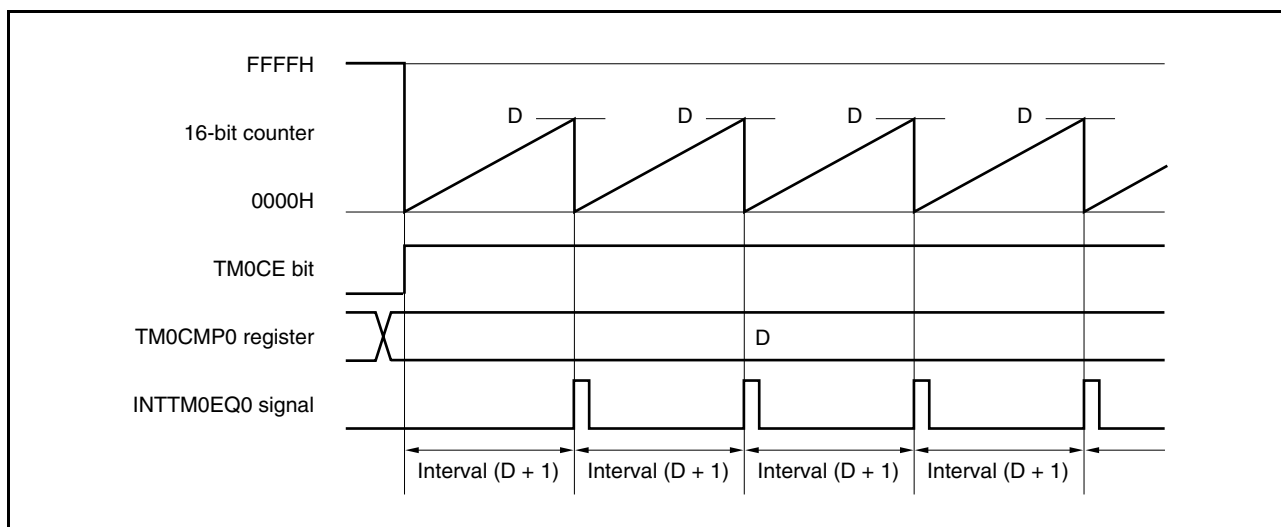 FFFFH
D D D D
16-bit counter
0000H
TM0CE bit
TM0CMP0 register
D
INTTM0EQ0 signal
Interval (D + 1) Interval (D + 1) Interval (D + 1) Interval (D + 1)